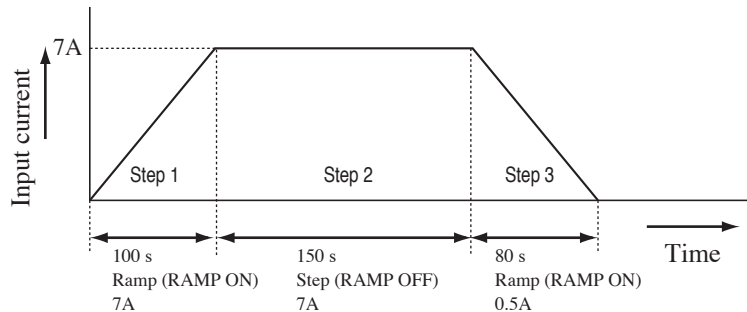 7A
Input current
Step 1
Step 2
Step 3
Time
100 s
Ramp (RAMP ON)
7A
150 s
Step (RAMP OFF)
7A
80 s
Ramp (RAMP ON)
0.5A